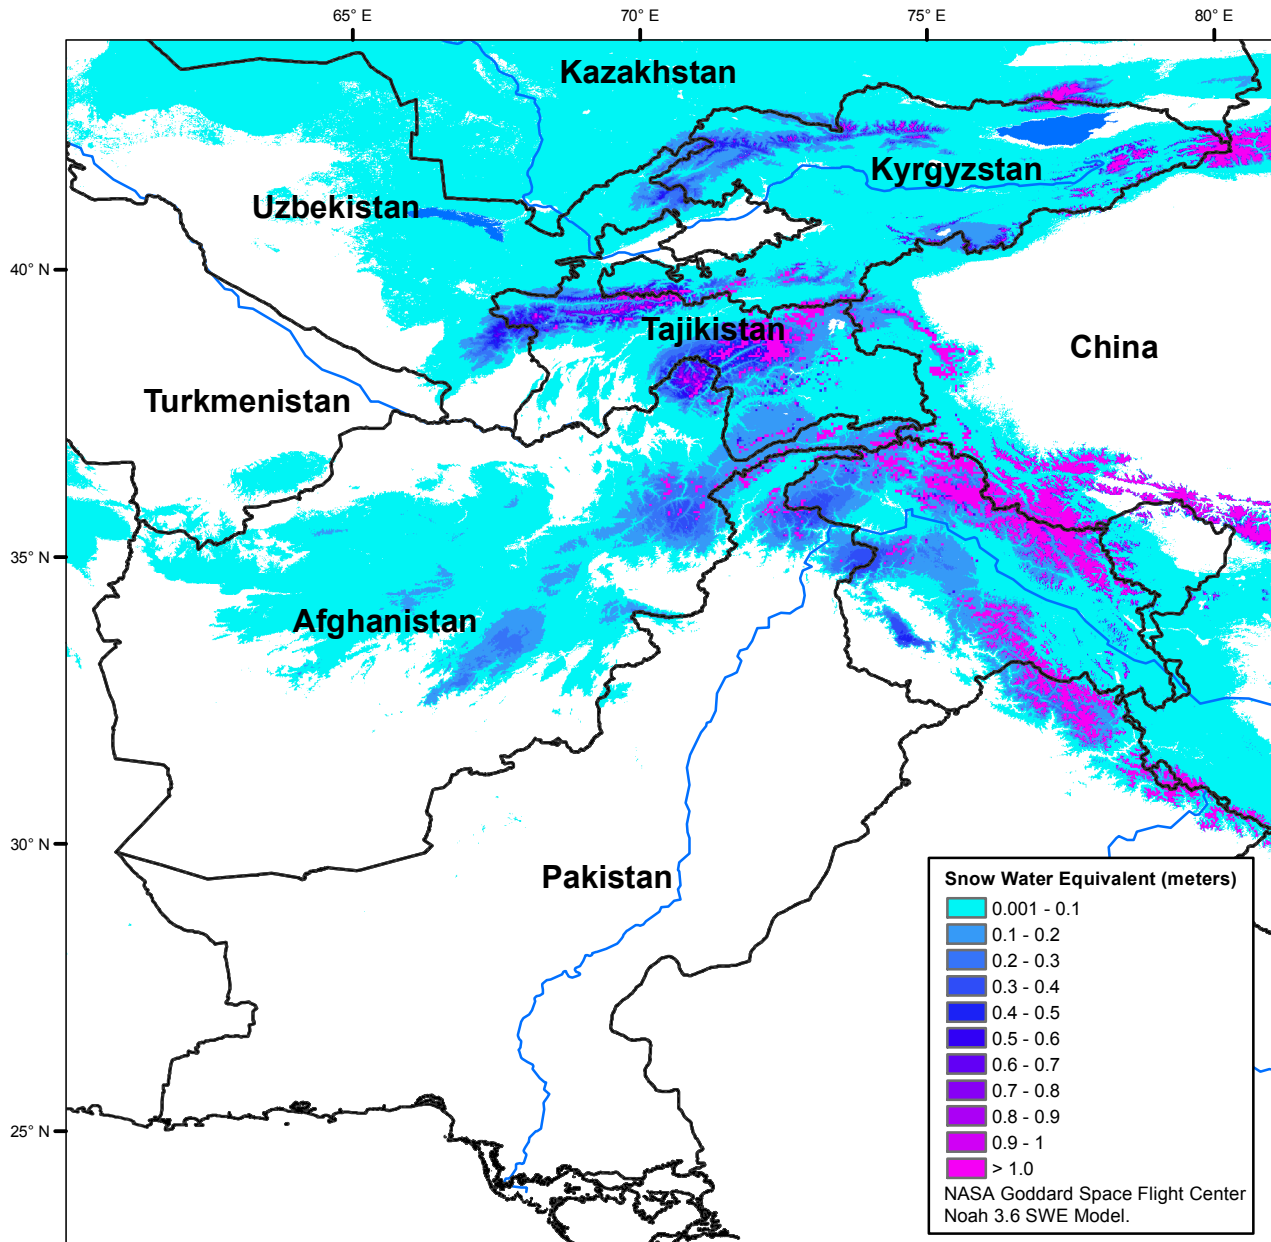 65° E
70° E
75° E
80° E
Kazakhstan
Kyrgyzstan
Uzbekistan
40° N
Tajikistan
China
Turkmenistan
35° N
Afghanistan
30° N
Pakistan
25° N
Snow Water Equivalent (meters)
0.001 - 0.1
0.1 - 0.2
0.2 - 0.3
0.3 - 0.4
0.4 - 0.5
0.5 - 0.6
0.6 - 0.7
0.7 - 0.8
0.8 - 0.9
0.9 - 1
> 1.0
NASA Goddard Space Flight Center
Noah 3.6 SWE Model.